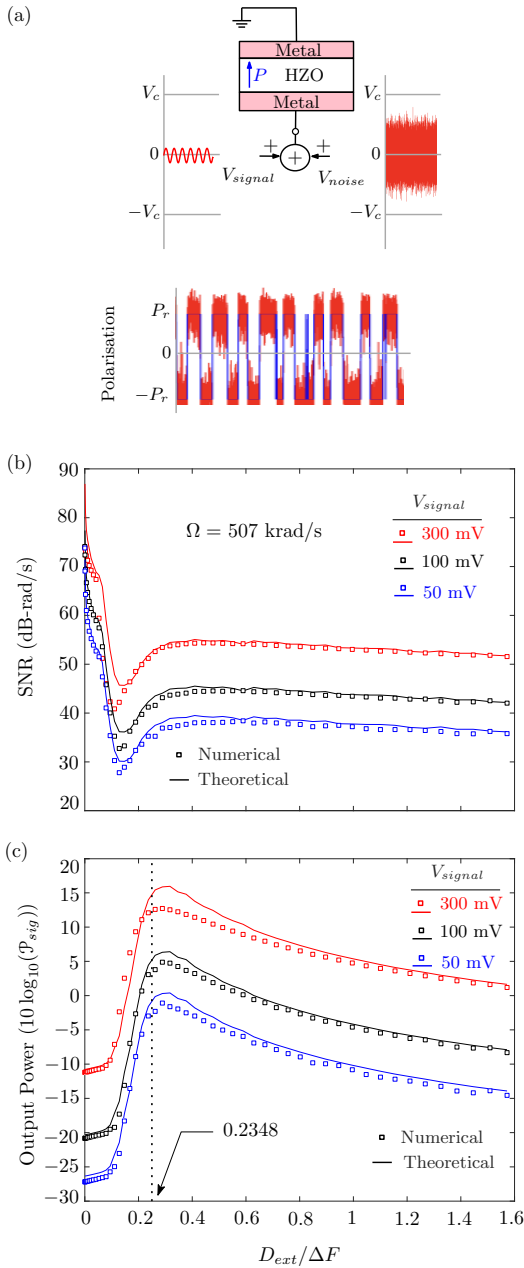 (a)
Metal
P HZO
Metal
V_c
0
−V_c
V_signal
+ + +
V_noise
V_c
0
−V_c
Polarisation
P_r
0
−P_r
(b)
SNR (dB-rad/s)
90
80
70
60
50
40
30
20
Ω = 507 krad/s
V_signal
300 mV
100 mV
50 mV
Numerical
Theoretical
(c)
Output Power (10 log₁₀(𝒫_sig))
20
15
10
5
0
−5
−10
−11
−15
−20
−25
−30
V_signal
300 mV
100 mV
50 mV
0.2348
Numerical
Theoretical
0 0.2 0.4 0.6 0.8 1 1.2 1.4 1.6
D_ext/ΔF